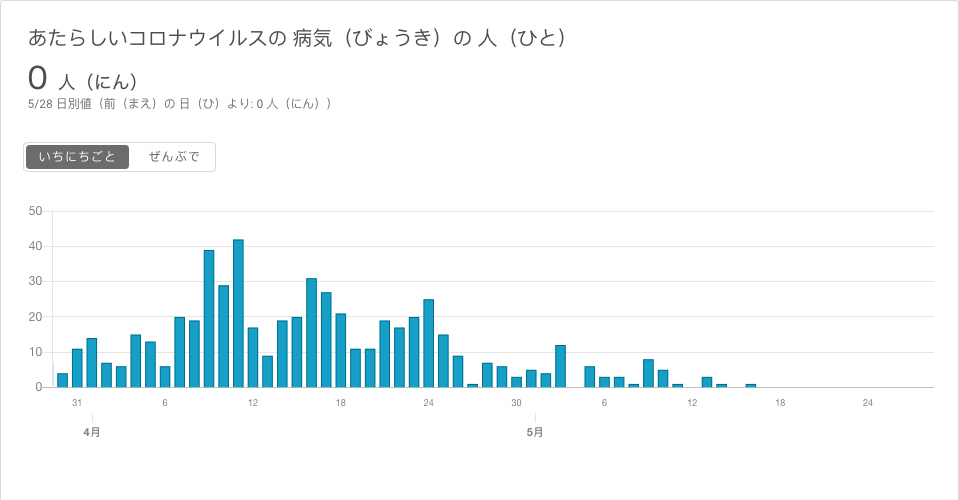 あたらしいコロナウイルスの 病気（びょうき）の 人（ひと）
0 人（にん）
5/28 日別値（前（まえ）の 日（ひ）より: 0 人（にん））
いちにちごと ぜんぶで
50
40
30
20
10
0
31 6 12 18 24 30 6 12 18 24
4月 5月